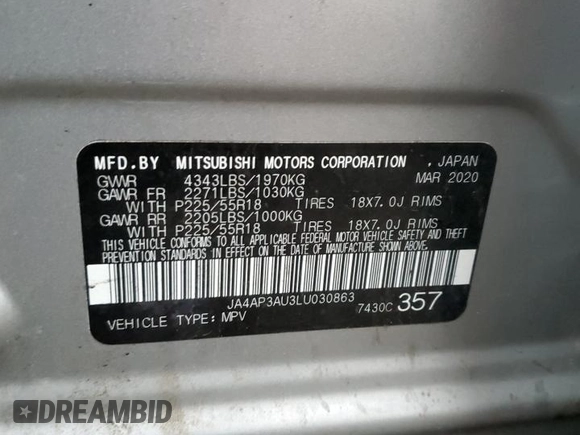 MFD.BY MITSUBISHI MOTORS CORPORATION , JAPAN
GVWR 4343LBS/1970KG MAR 2020
GAWR FR 2271LBS/1030KG
WITH P225/55R18 TIRES 18X7.0J RIMS
GAWR RR 2205LBS/1000KG
WITH P225/55R18 TIRES 18X7.0J RIMS
THIS VEHICLE CONFORMS TO ALL APPLICABLE FEDERAL MOTOR VEHICLE SAFETY AND THEFT
PREVENTION STANDARDS IN EFFECT ON THE DATE OF MANUFACTURE SHOWN ABOVE.
JA4AP3AU3LU030863
VEHICLE TYPE:MPV 7430C 357
DREAMBID